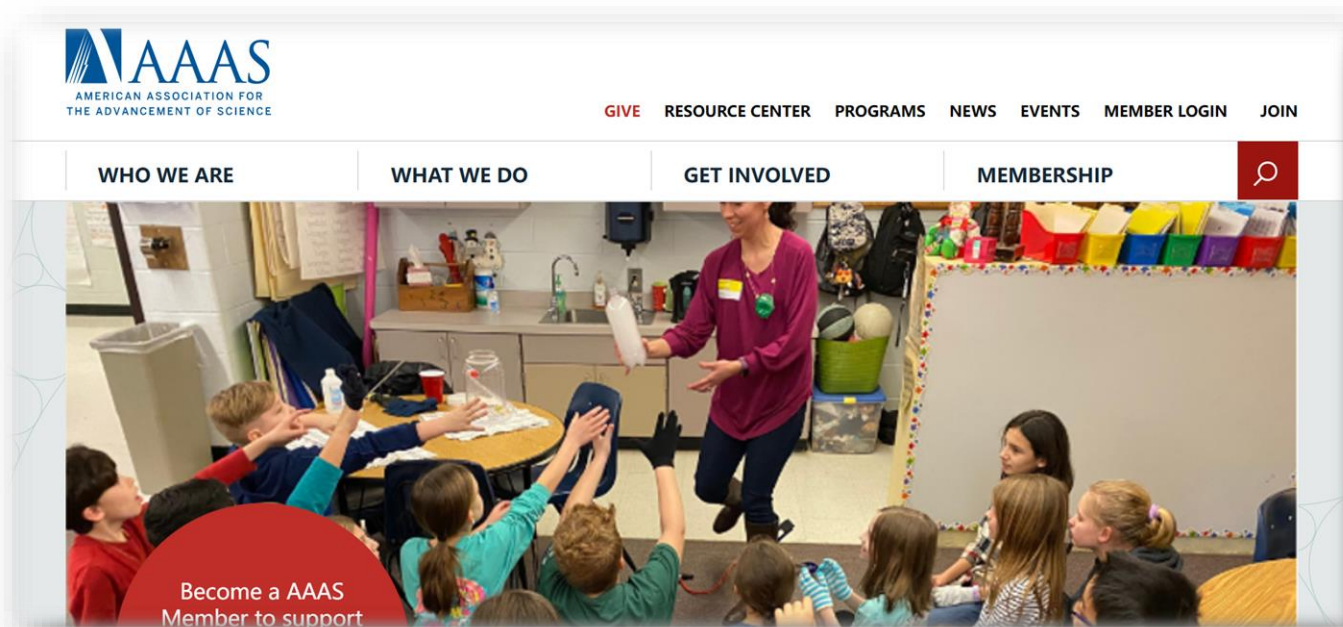 AAAS
AMERICAN ASSOCIATION FOR
THE ADVANCEMENT OF SCIENCE
GIVE RESOURCE CENTER PROGRAMS NEWS EVENTS MEMBER LOGIN JOIN
WHO WE ARE WHAT WE DO GET INVOLVED MEMBERSHIP
Become a AAAS
Member to support